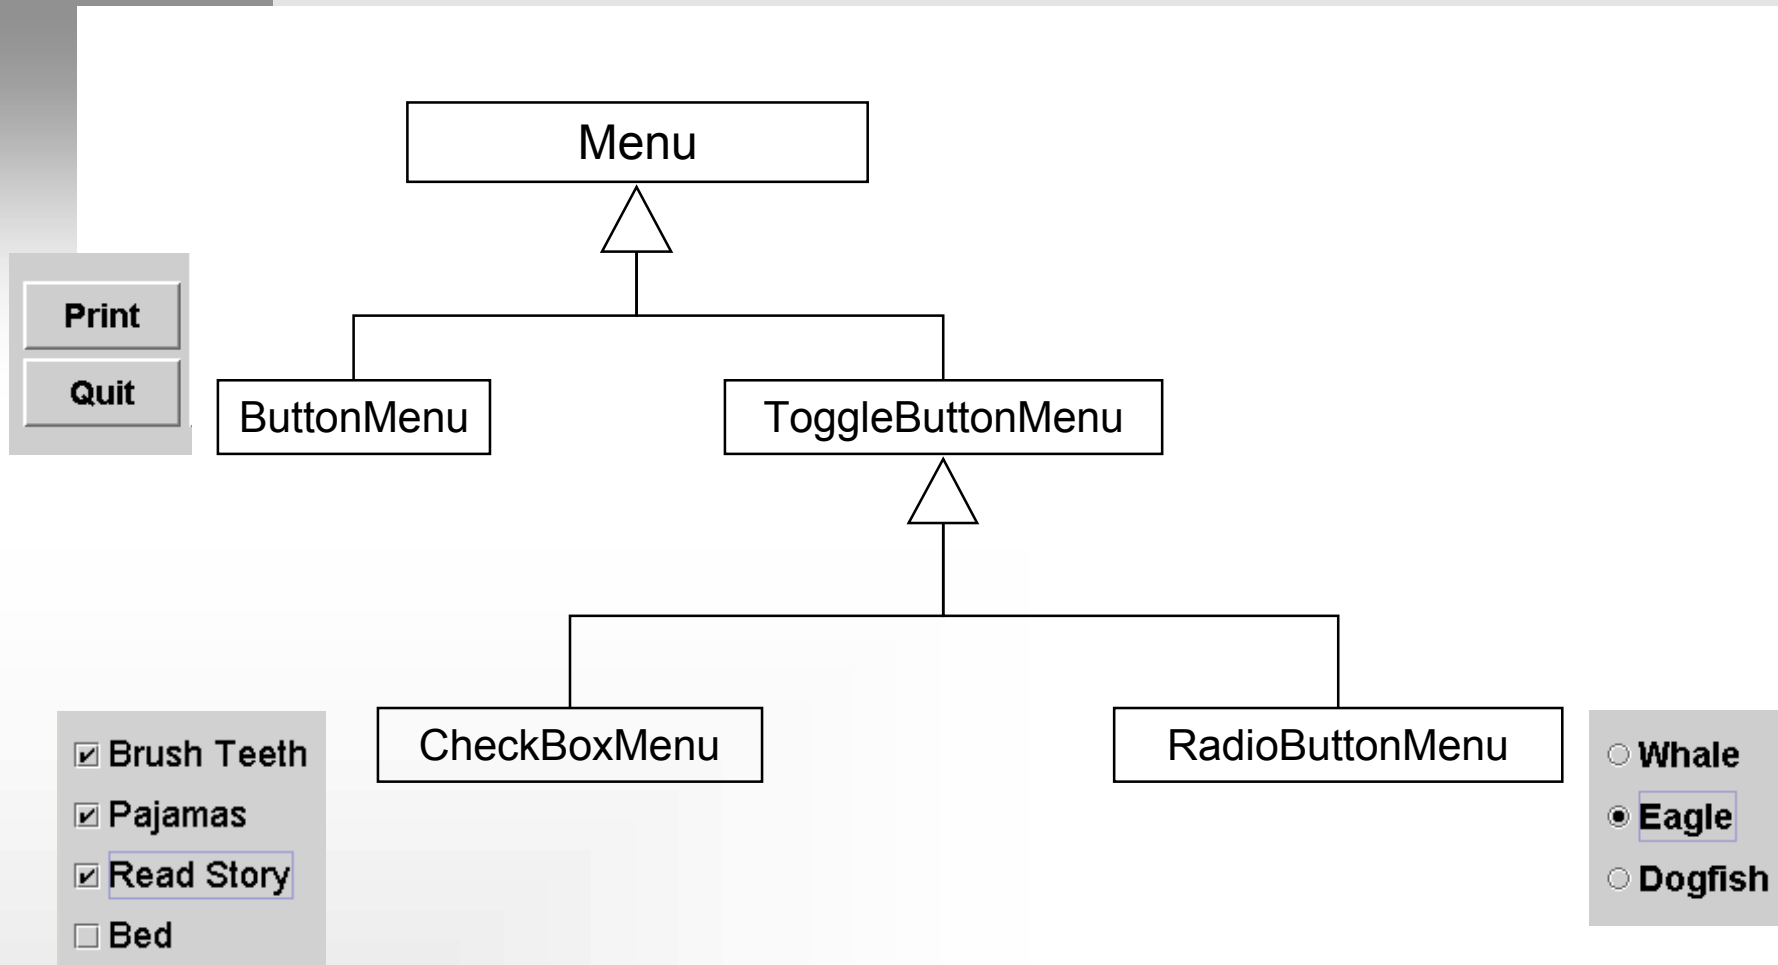 Menu
Print
Quit
ButtonMenu
ToggleButtonMenu
CheckBoxMenu
RadioButtonMenu
Brush Teeth
Pajamas
Read Story
Bed
Whale
Eagle
Dogfish